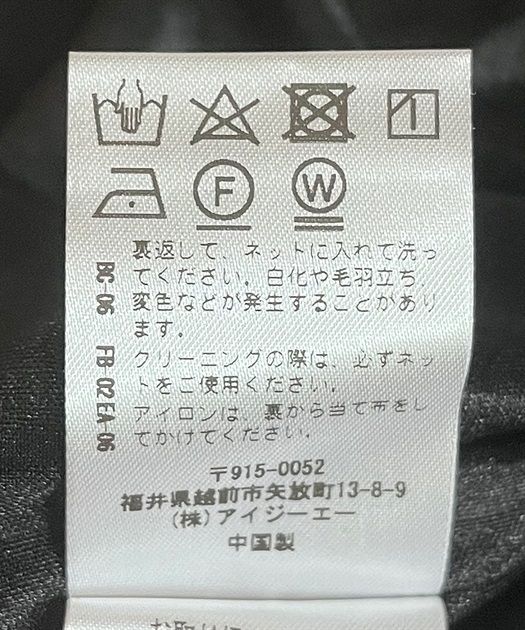 F W
裏返して、ネットに入れて洗っ
てください。白化や毛羽立ち
変色などが発生することがあり
ます。
クリーニングの際は、必ずネッ
トをご使用ください。
アイロンは、裏から当て布をし
てかけてください。
BC-06 FB-02 EA-06
〒915-0052
福井県越前市矢放町13-8-9
(株)アイジーエー
中国製